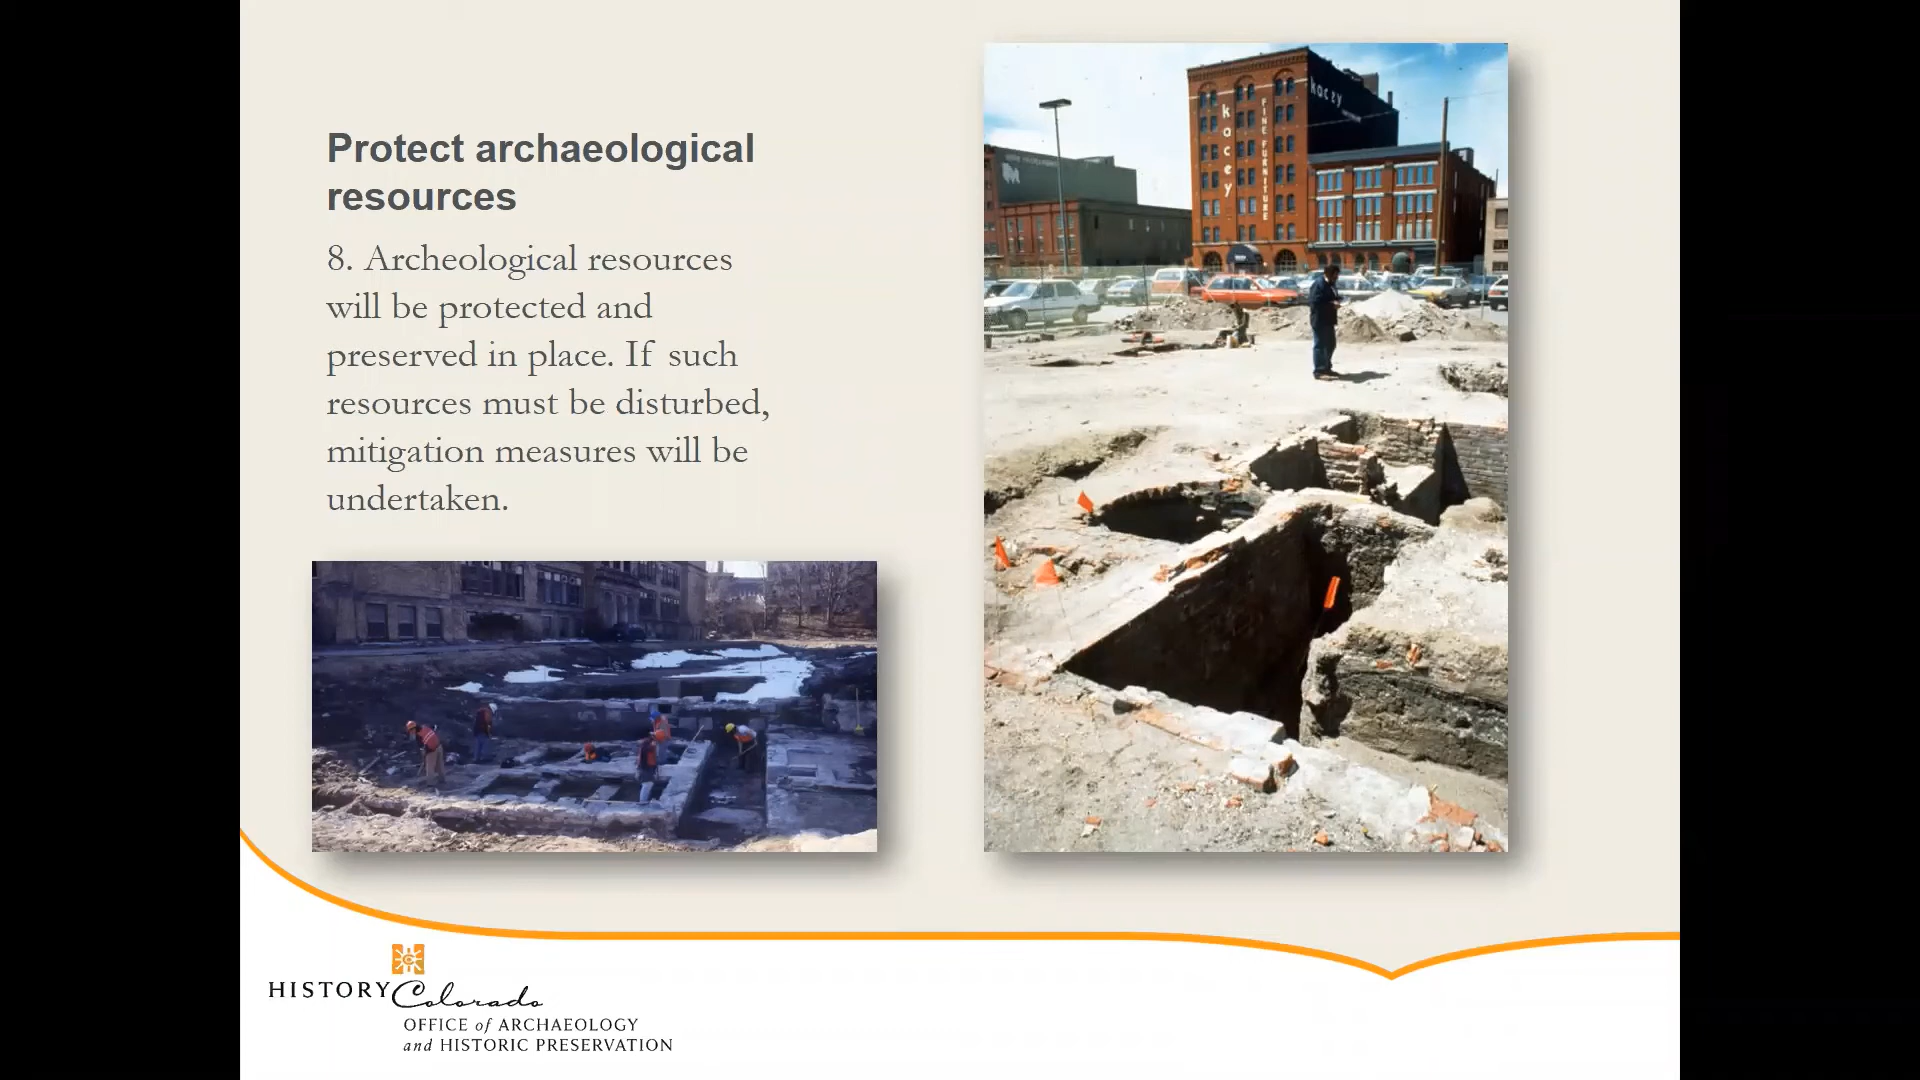 Protect archaeological
resources
8. Archeological resources
will be protected and
preserved in place. If such
resources must be disturbed,
mitigation measures will be
undertaken.
kacey
FINE FURNITURE
kacey
HISTORY Colorado
OFFICE of ARCHAEOLOGY
and HISTORIC PRESERVATION